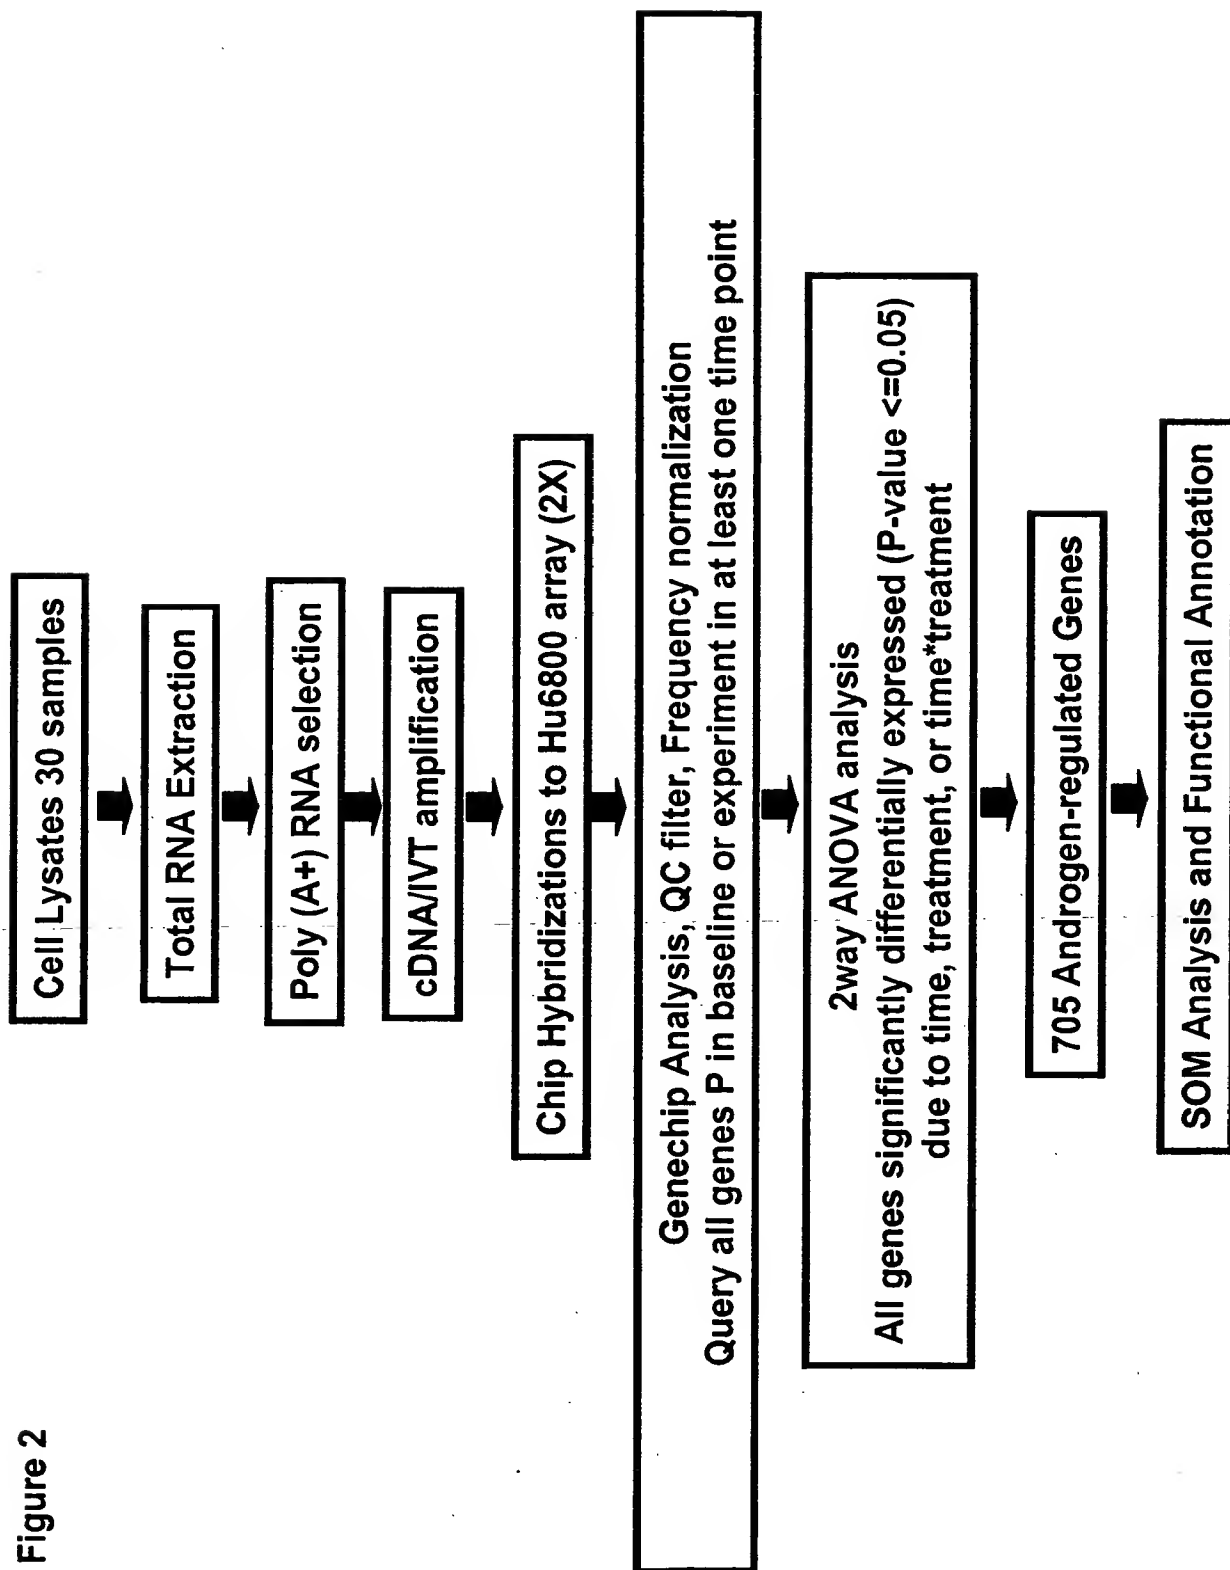 Figure 2
Cell Lysates 30 samples
Total RNA Extraction
Poly (A+) RNA selection
cDNA/IVT amplification
Chip Hybridizations to Hu6800 array (2X)
Genechip Analysis, QC filter, Frequency normalization
Query all genes P in baseline or experiment in at least one time point
2way ANOVA analysis
All genes significantly differentially expressed (P-value <=0.05)
due to time, treatment, or time*treatment
705 Androgen-regulated Genes
SOM Analysis and Functional Annotation